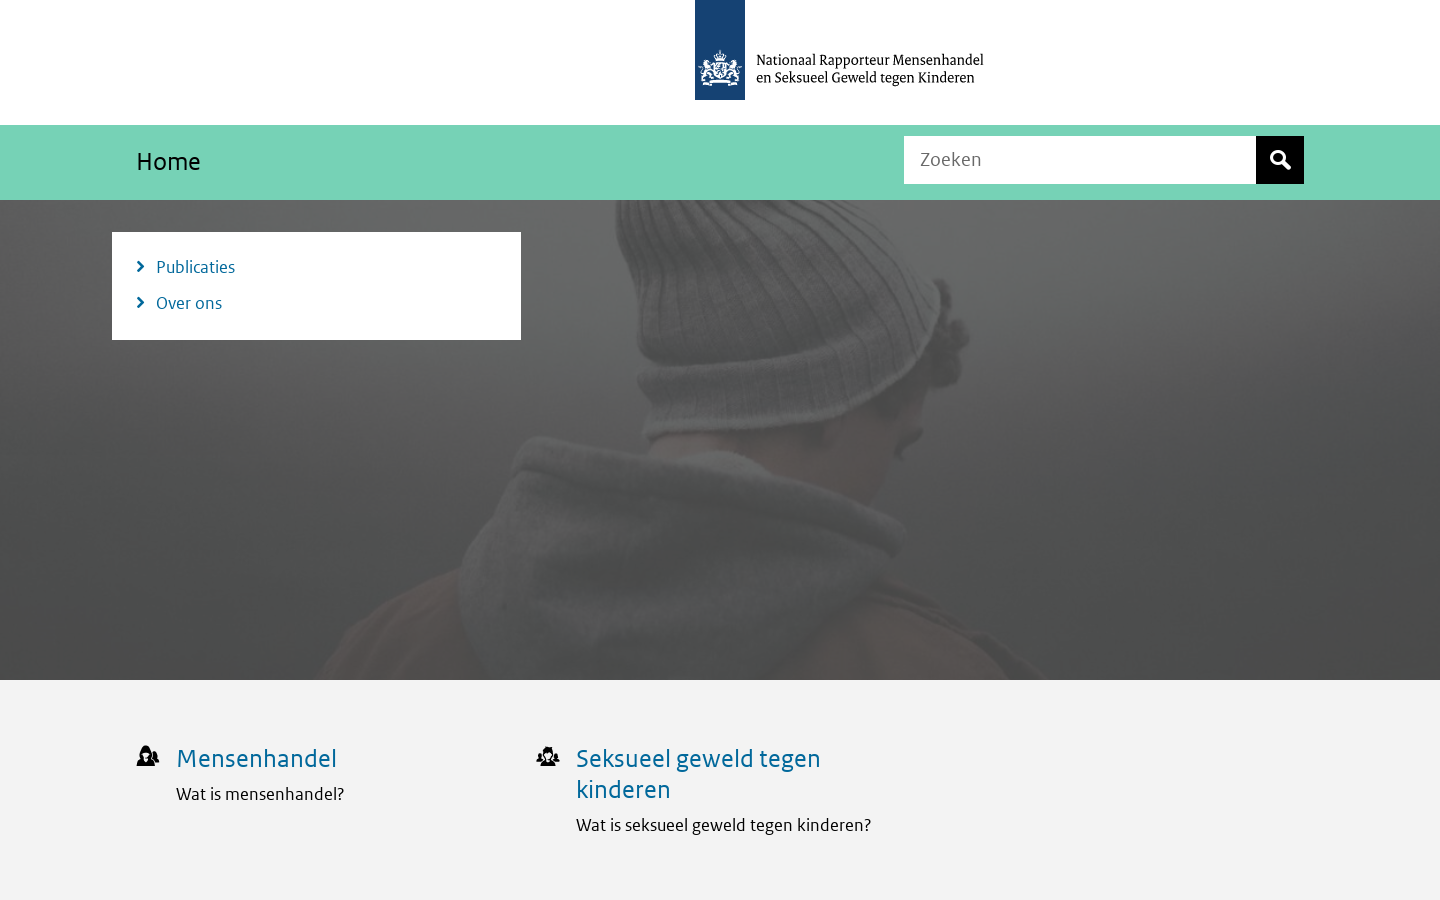 Nationaal Rapporteur Mensenhandel
en Seksueel Geweld tegen Kinderen
Home
Zoeken
Publicaties
Over ons
Mensenhandel
Wat is mensenhandel?
Seksueel geweld tegen
kinderen
Wat is seksueel geweld tegen kinderen?